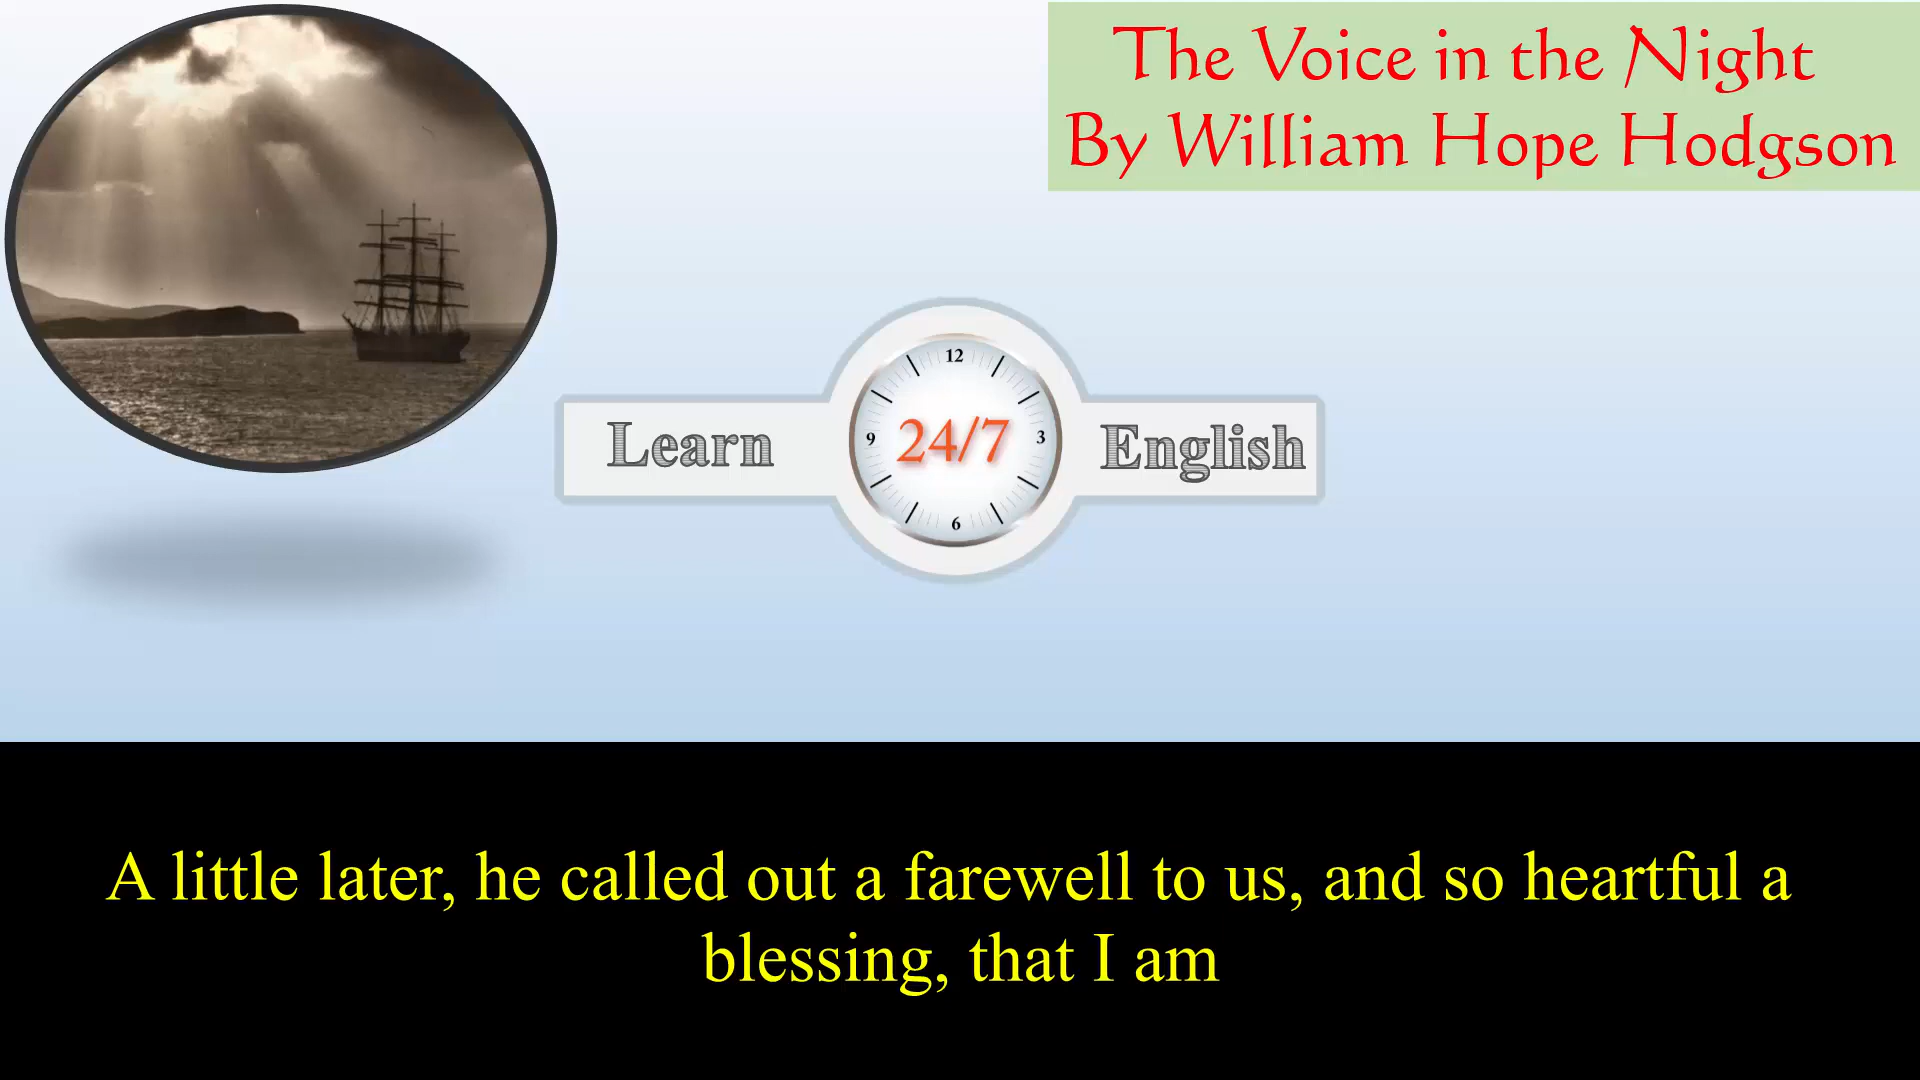 The Voice in the Night
By William Hope Hodgson
12
Learn
9
24/7
3
English
6
A little later, he called out a farewell to us, and so heartful a
blessing, that I am